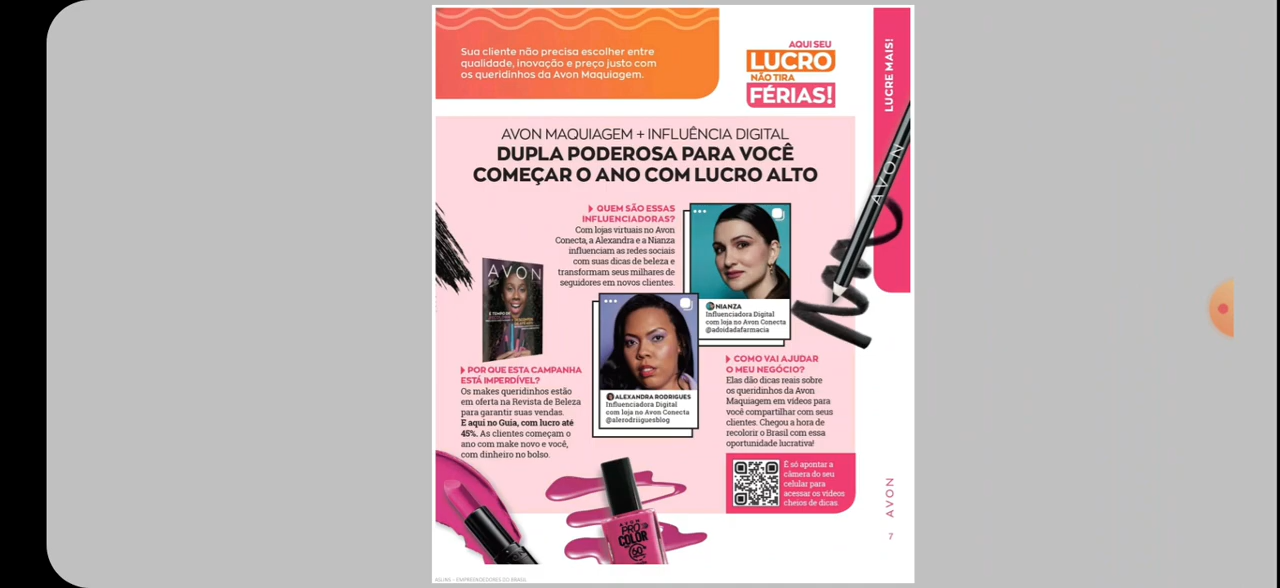 Sua cliente não precisa escolher entre
qualidade, inovação e preço justo com
os queridinhos da Avon Maquiagem.
AQUI SEU
LUCRO
NÃO TIRA
FÉRIAS!
LUCRE MAIS!
AVON MAQUIAGEM + INFLUÊNCIA DIGITAL
DUPLA PODEROSA PARA VOCÊ
COMEÇAR O ANO COM LUCRO ALTO
QUEM SÃO ESSAS
INFLUENCIADORAS?
Com lojas virtuais no Avon
Conecta, a Alexandra e a Nianza
influenciam as redes sociais
com suas dicas de beleza e
transformam seus milhares de
seguidores em novos clientes.
NIANZA
Influenciadora Digital
com loja no Avon Conecta
@adoidadafarmacia
AVON
AVON
ALEXANDRA RODRIGUES
Influenciadora Digital
com loja no Avon Conecta
@alerodriiguesblog
POR QUE ESTA CAMPANHA
ESTÁ IMPERDÍVEL?
Os makes queridinhos estão
em oferta na Revista de Beleza
para garantir suas vendas.
E aqui no Guia, com lucro até
45%. As clientes começam o
ano com make novo e você,
com dinheiro no bolso.
COMO VAI AJUDAR
O MEU NEGÓCIO?
Elas dão dicas reais sobre
os queridinhos da Avon
Maquiagem em vídeos para
você compartilhar com seus
clientes. Chegou a hora de
recolorir o Brasil com essa
oportunidade lucrativa!
É só apontar a
câmera do seu
celular para
acessar os vídeos
cheios de dicas.
AVON
PRO
COLOR
60
AVON
7
AGLINS - EMPREENDEDORES DO BRASIL